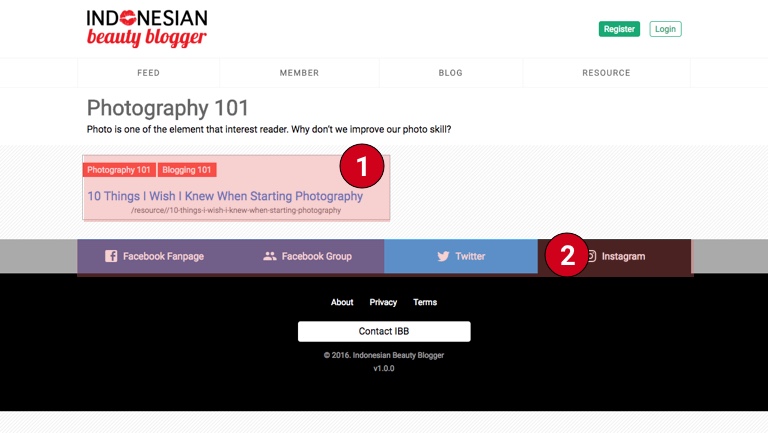 INDONESIAN
beauty blogger
Register Login
FEED MEMBER BLOG RESOURCE
Photography 101
Photo is one of the element that interest reader. Why don't we improve our photo skill?
1
Photography 101 Blogging 101
10 Things I Wish I Knew When Starting Photography
/resource//10-things-i-wish-i-knew-when-starting-photography
Facebook Fanpage Facebook Group Twitter 2 Instagram
About Privacy Terms
Contact IBB
© 2016. Indonesian Beauty Blogger
v1.0.0